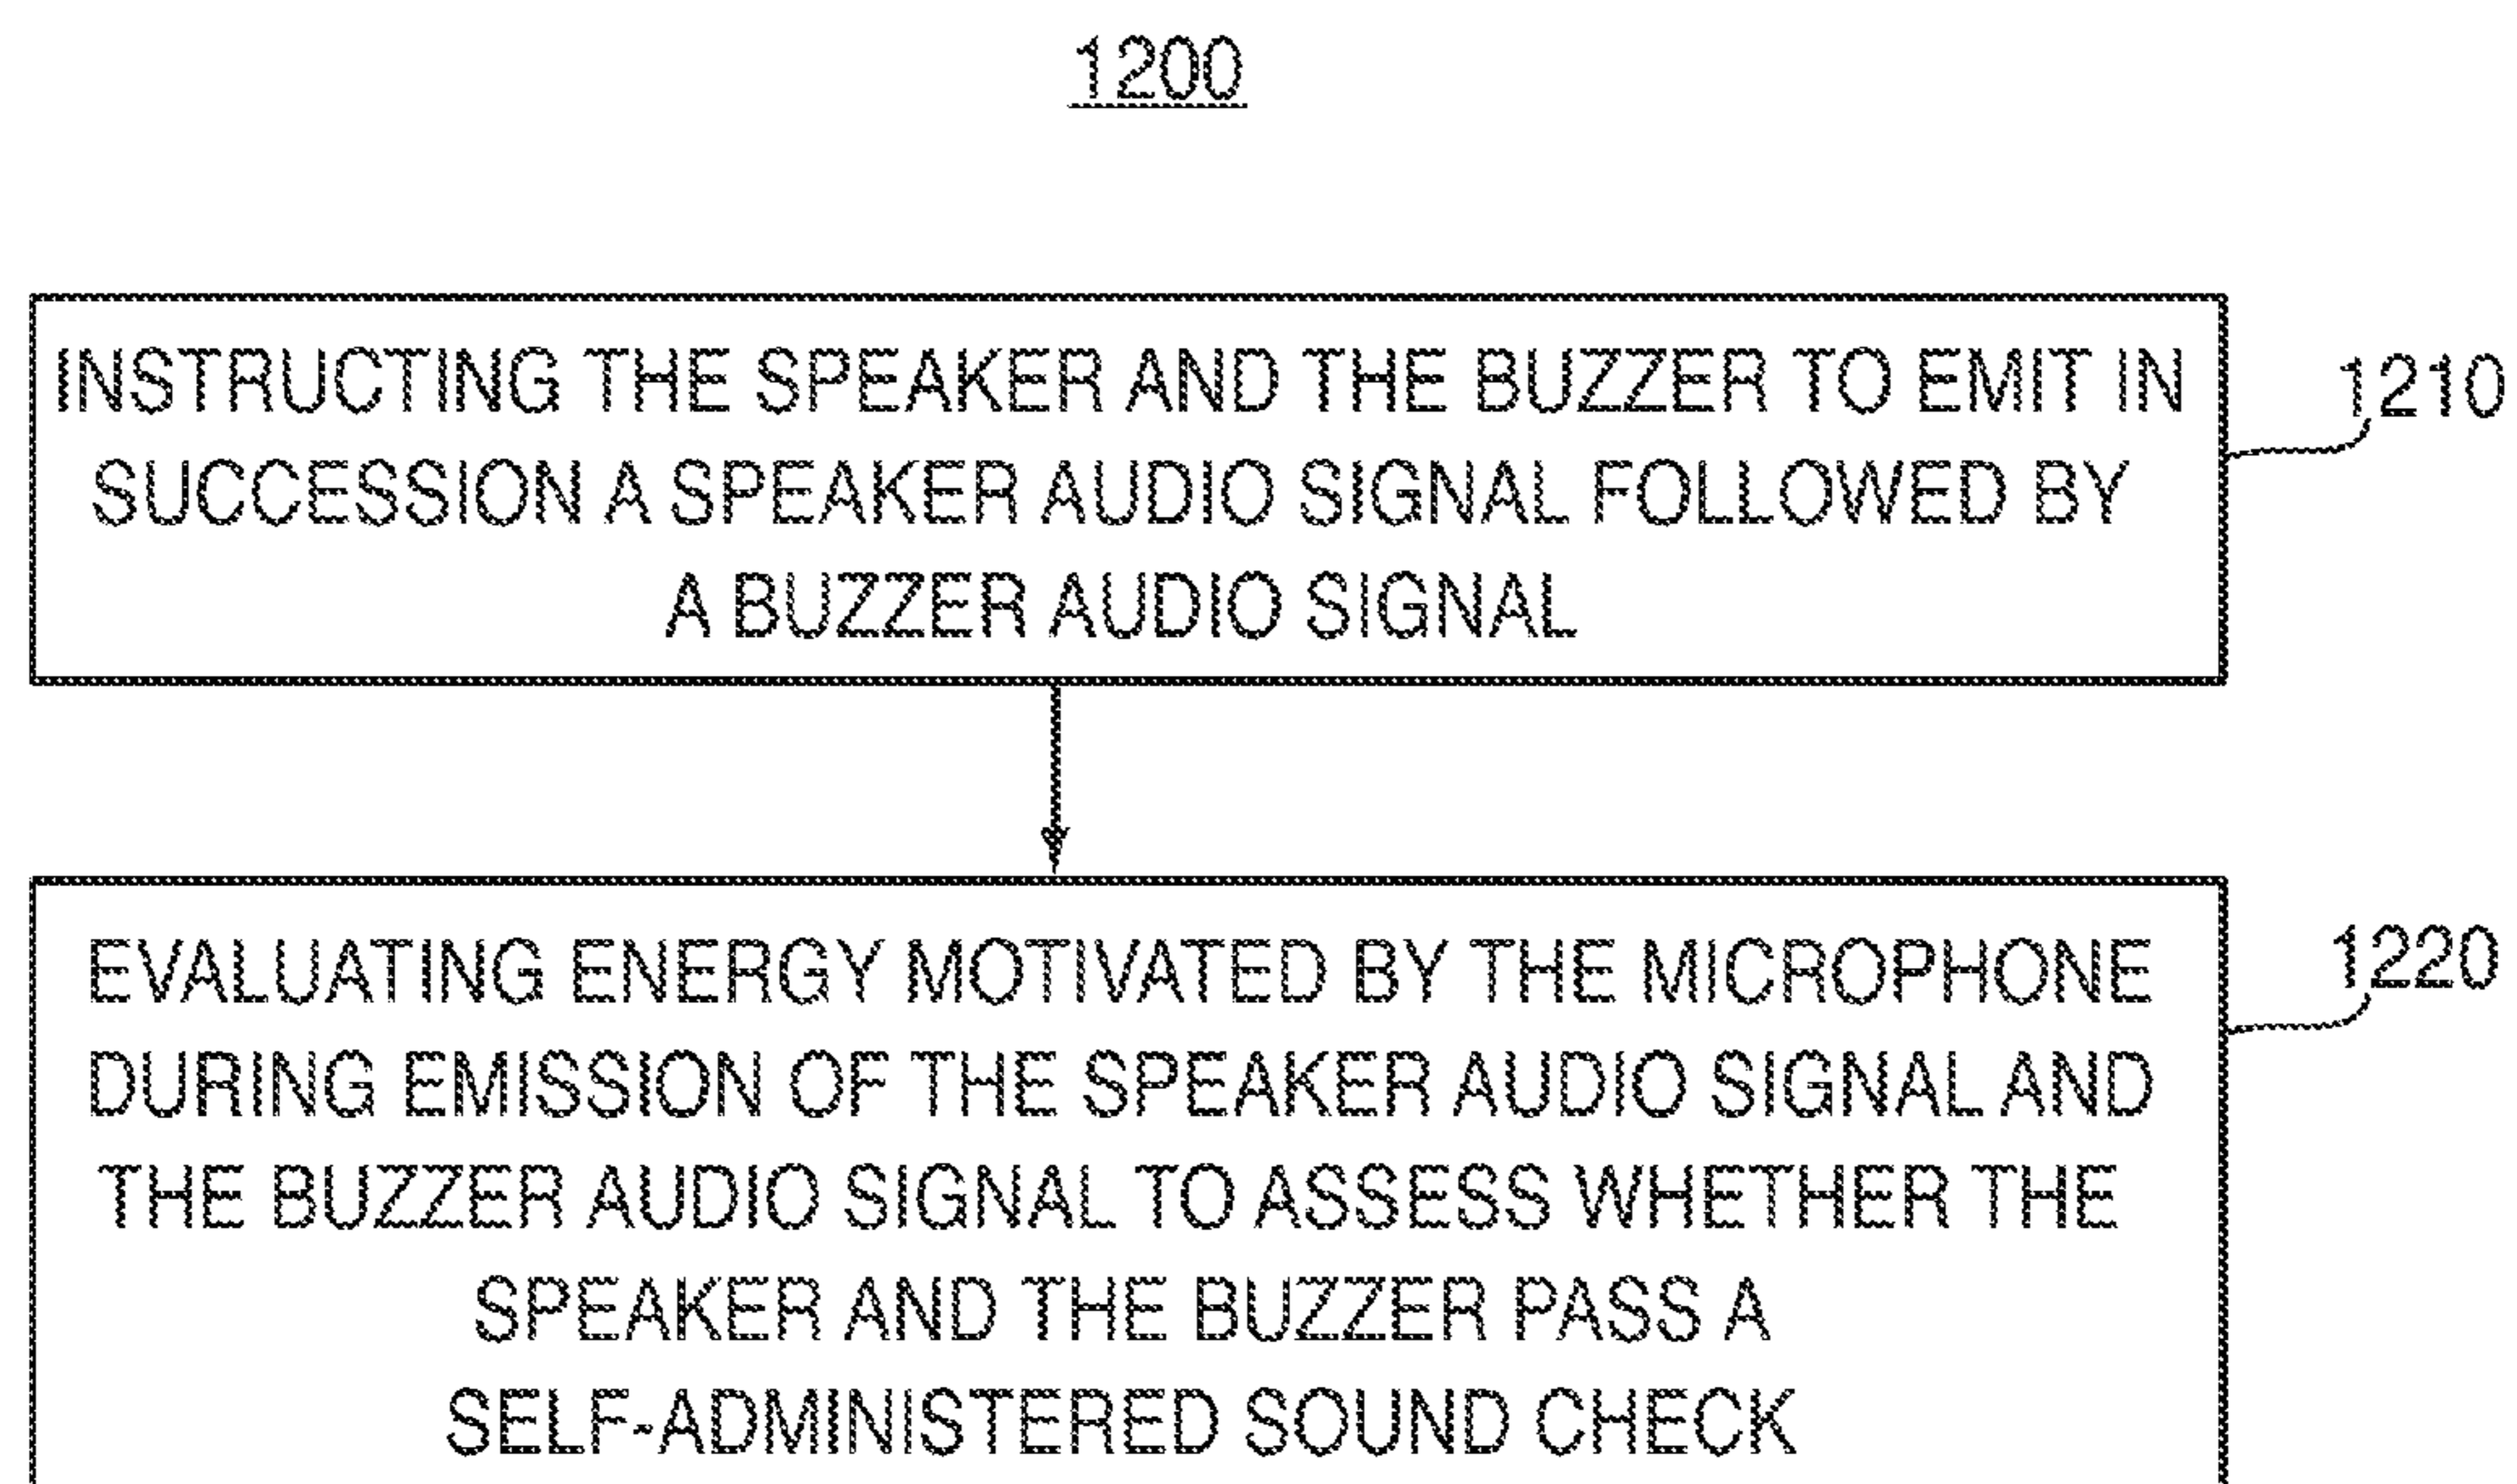 1200
INSTRUCTING THE SPEAKER AND THE BUZZER TO EMIT IN
SUCCESSION A SPEAKER AUDIO SIGNAL FOLLOWED BY
A BUZZER AUDIO SIGNAL
1210
EVALUATING ENERGY MOTIVATED BY THE MICROPHONE
DURING EMISSION OF THE SPEAKER AUDIO SIGNAL AND
THE BUZZER AUDIO SIGNAL TO ASSESS WHETHER THE
SPEAKER AND THE BUZZER PASS A
SELF-ADMINISTERED SOUND CHECK
1220